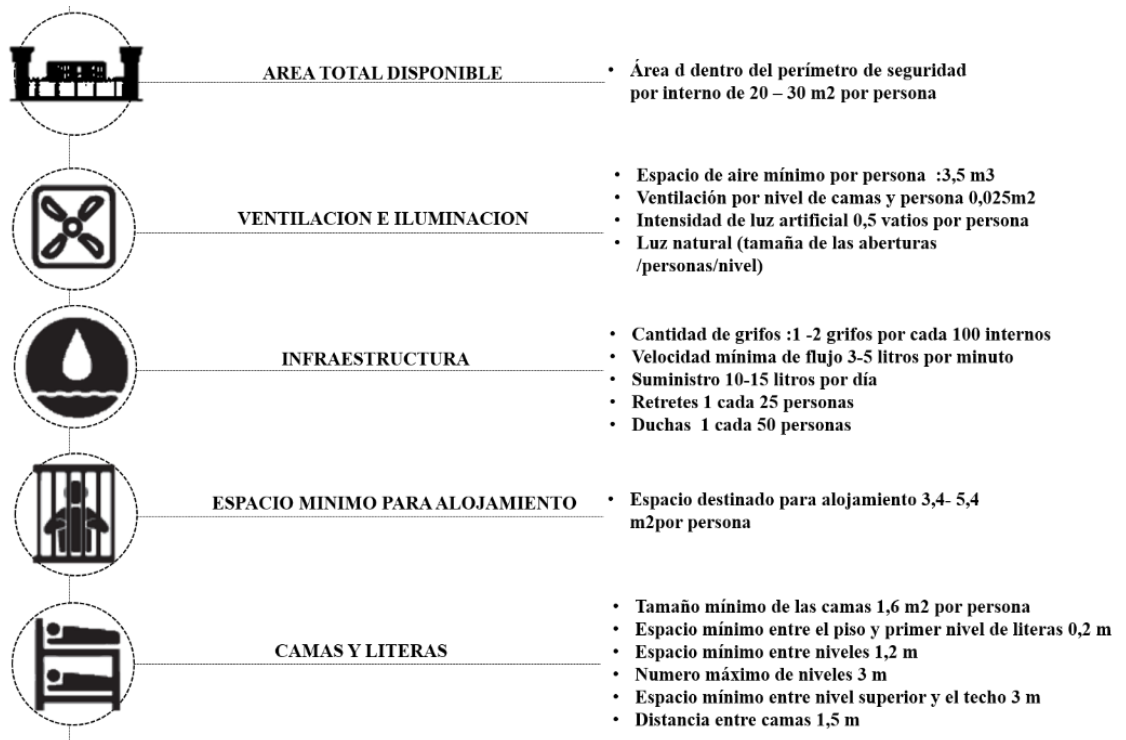 AREA TOTAL DISPONIBLE
• Área d dentro del perímetro de seguridad
por interno de 20 – 30 m2 por persona
VENTILACION E ILUMINACION
• Espacio de aire mínimo por persona :3,5 m3
• Ventilación por nivel de camas y persona 0,025m2
• Intensidad de luz artificial 0,5 vatios por persona
• Luz natural (tamaña de las aberturas
/personas/nivel)
INFRAESTRUCTURA
• Cantidad de grifos :1 -2 grifos por cada 100 internos
• Velocidad mínima de flujo 3-5 litros por minuto
• Suministro 10-15 litros por día
• Retretes 1 cada 25 personas
• Duchas 1 cada 50 personas
ESPACIO MINIMO PARA ALOJAMIENTO
• Espacio destinado para alojamiento 3,4- 5,4
m2por persona
CAMAS Y LITERAS
• Tamaño mínimo de las camas 1,6 m2 por persona
• Espacio mínimo entre el piso y primer nivel de literas 0,2 m
• Espacio mínimo entre niveles 1,2 m
• Numero máximo de niveles 3 m
• Espacio mínimo entre nivel superior y el techo 3 m
• Distancia entre camas 1,5 m